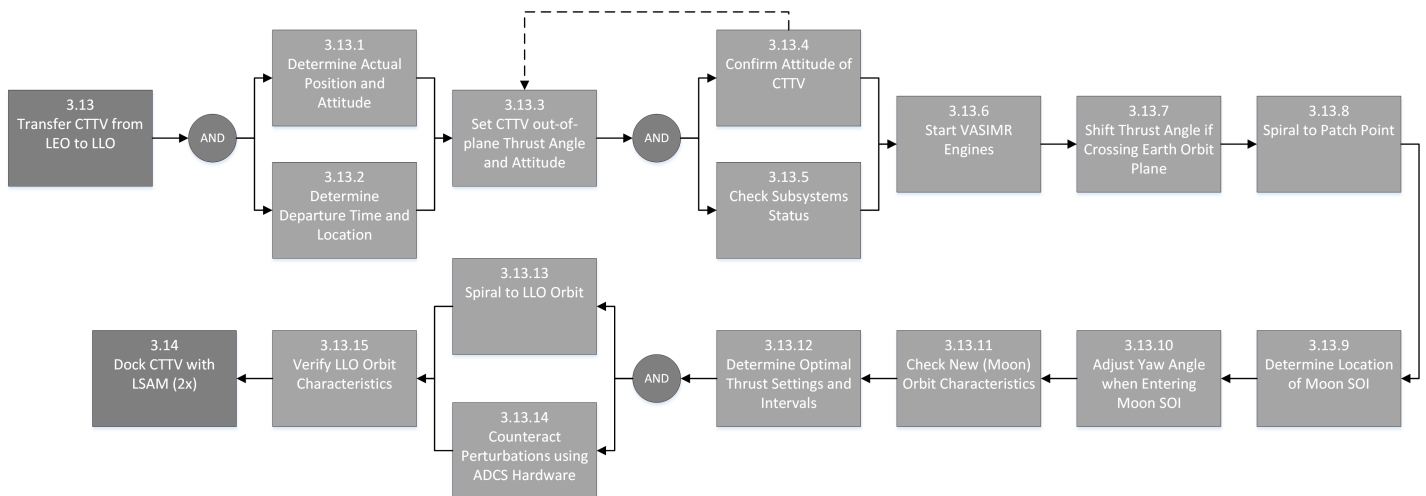 3.13
Transfer CTTV from
LEO to LLO
AND
3.13.1
Determine Actual
Position and
Attitude
3.13.2
Determine
Departure Time and
Location
3.13.3
Set CTTV out-of-
plane Thrust Angle
and Attitude
AND
3.13.4
Confirm Attitude of
CTTV
3.13.5
Check Subsystems
Status
3.13.6
Start VASIMR
Engines
3.13.7
Shift Thrust Angle if
Crossing Earth Orbit
Plane
3.13.8
Spiral to Patch Point
3.13.9
Determine Location
of Moon SOI
3.13.10
Adjust Yaw Angle
when Entering
Moon SOI
3.13.11
Check New (Moon)
Orbit Characteristics
3.13.12
Determine Optimal
Thrust Settings and
Intervals
AND
3.13.13
Spiral to LLO Orbit
3.13.14
Counteract
Perturbations using
ADCS Hardware
3.13.15
Verify LLO Orbit
Characteristics
3.14
Dock CTTV with
LSAM (2x)